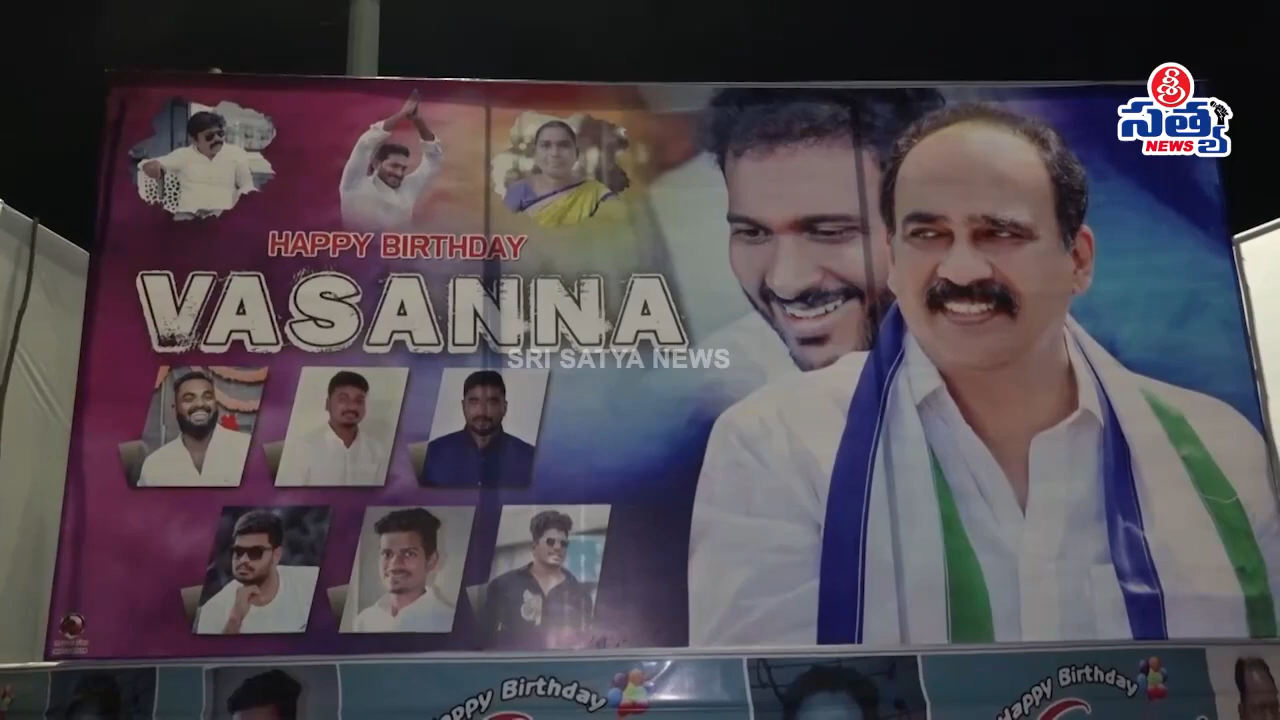 శ్రీ
సత్య
NEWS
HAPPY BIRTHDAY
VASANNA
SRI SATYA NEWS
Happy Birthday
Happy Birthday